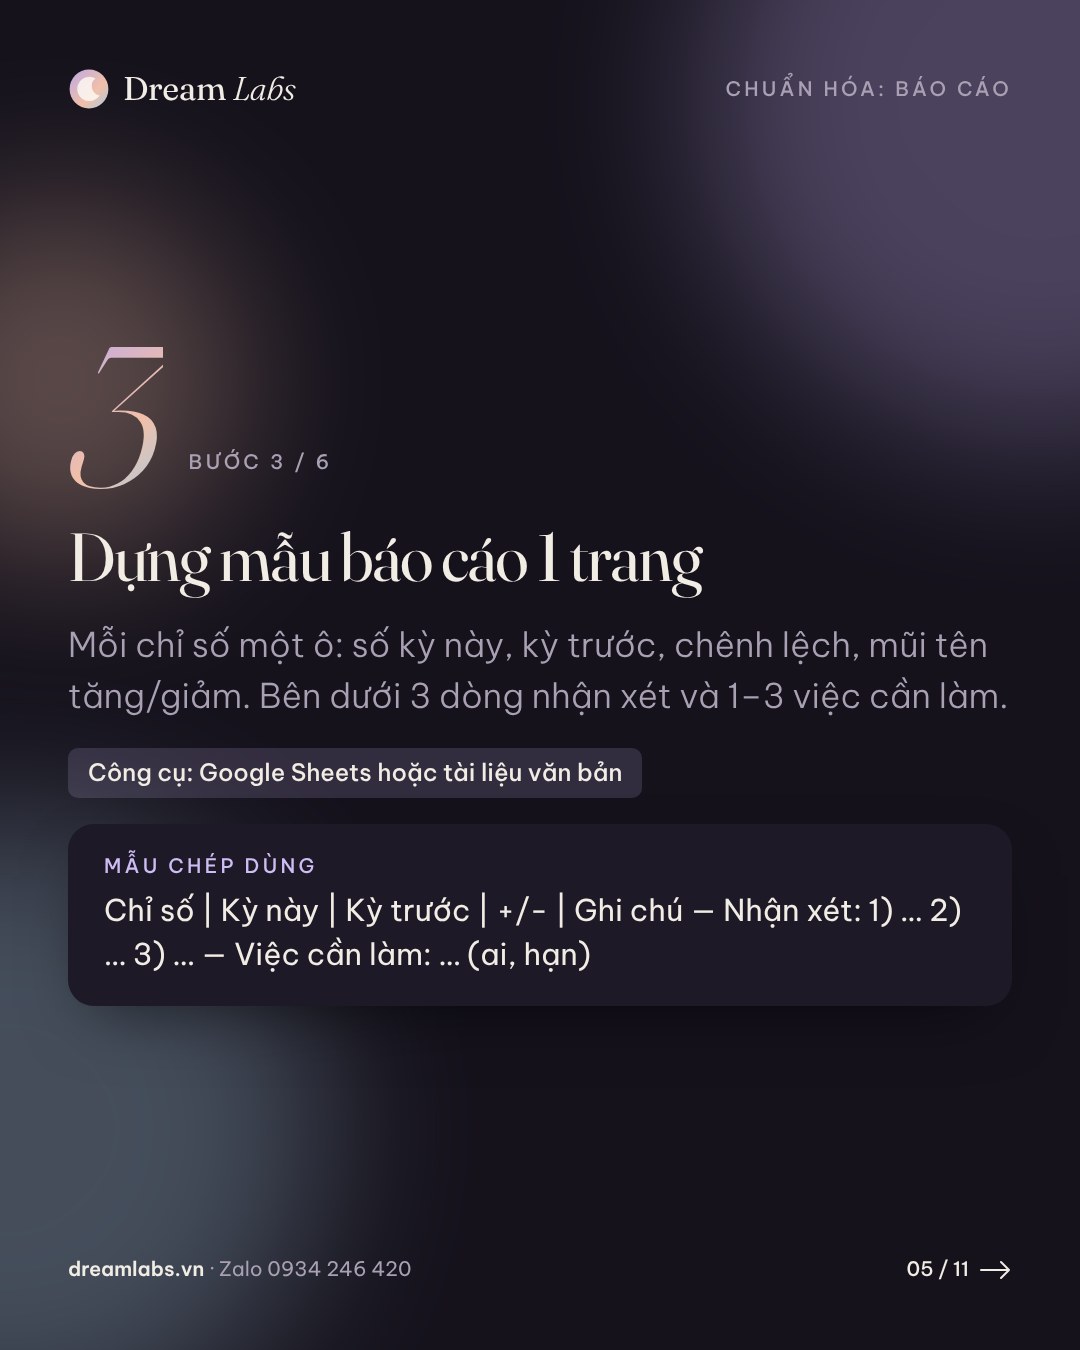 Dream Labs
CHUẨN HÓA: BÁO CÁO
3
BƯỚC 3 / 6
Dựng mẫu báo cáo 1 trang
Mỗi chỉ số một ô: số kỳ này, kỳ trước, chênh lệch, mũi tên
tăng/giảm. Bên dưới 3 dòng nhận xét và 1–3 việc cần làm.
Công cụ: Google Sheets hoặc tài liệu văn bản
MẪU CHÉP DÙNG
Chỉ số | Kỳ này | Kỳ trước | +/- | Ghi chú — Nhận xét: 1) ... 2)
... 3) ... — Việc cần làm: ... (ai, hạn)
dreamlabs.vn · Zalo 0934 246 420
05 / 11 →